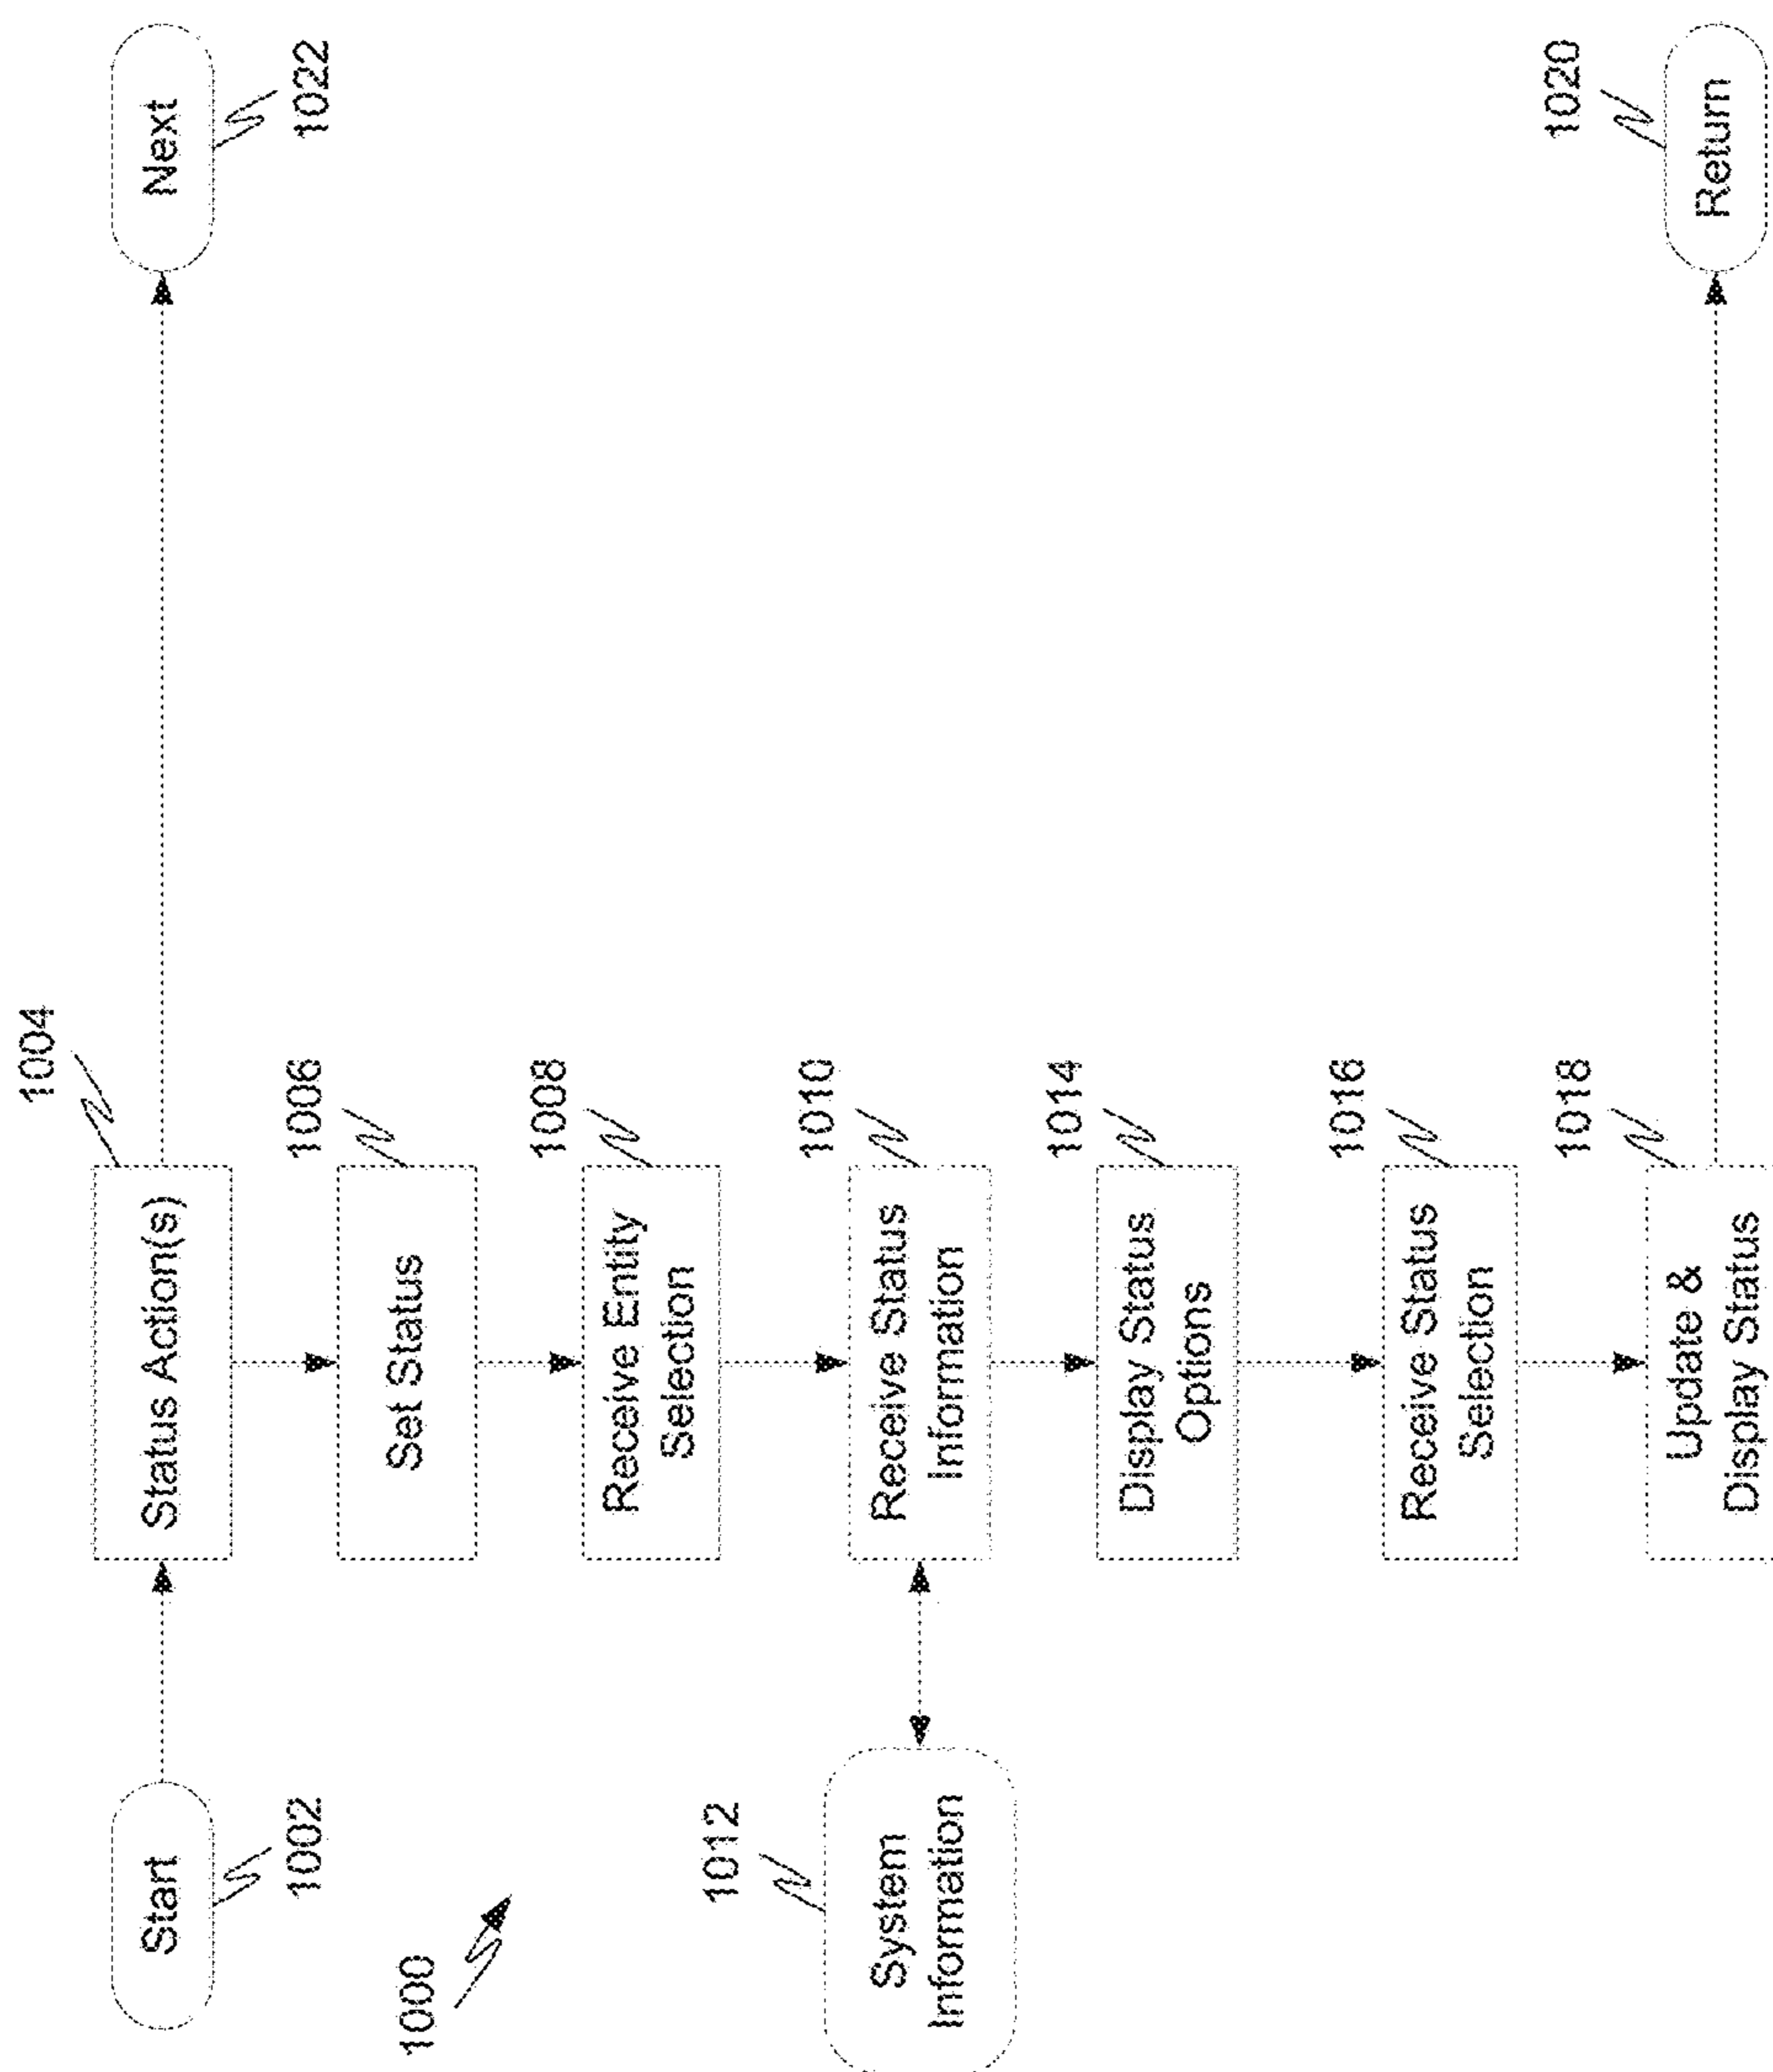 1000
Start
1002
Status Action(s)
1004
Next
1022
Set Status
1006
Receive Entity
Selection
1008
System
Information
1012
Receive Status
Information
1010
Display Status
Options
1014
Receive Status
Selection
1016
Update &
Display Status
1018
Return
1020